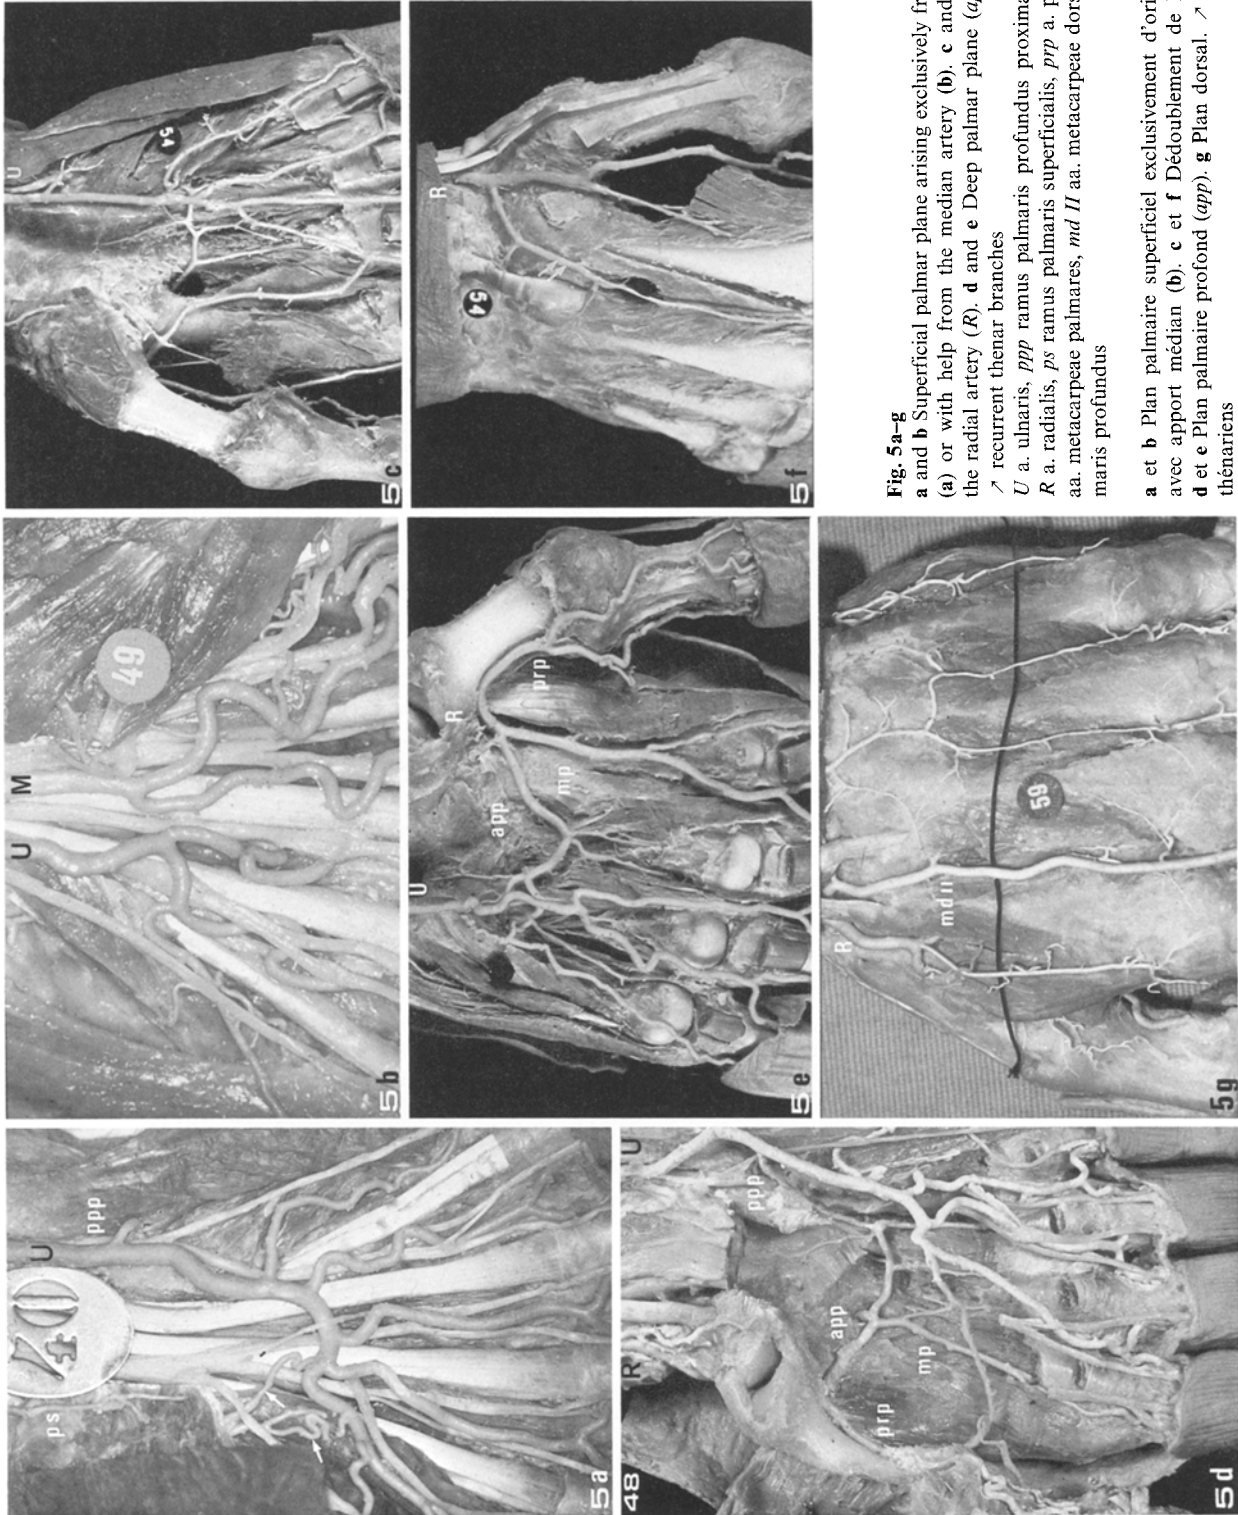 U
54
5c
R
54
5f
Fig. 5a–g
a and b Superficial palmar plane arising exclusively fr
(a) or with help from the median artery (b). c and
the radial artery (R). d and e Deep palmar plane (a
↗ recurrent thenar branches
U a. ulnaris, ppp ramus palmaris profundus proxima
R a. radialis, ps ramus palmaris superficialis, prp a. p
aa. metacarpeae palmares, md II aa. metacarpeae dors
maris profundus
a et b Plan palmaire superficiel exclusivement d'ori
avec apport médian (b). c et f Dédoublement de
d et e Plan palmaire profond (app). g Plan dorsal. ↗
thénariens
U M
49
5b
U
R
app
mp
prp
5e
R
md II
59
5g
ps
U
ppp
5a
48
R
U
ppp
app
mp
prp
5d